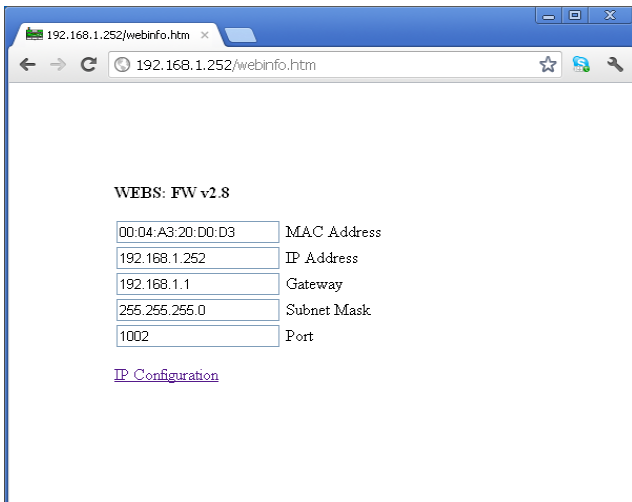 192.168.1.252/webinfo.htm
192.168.1.252/webinfo.htm
WEBS: FW v2.8
00:04:A3:20:D0:D3 MAC Address
192.168.1.252 IP Address
192.168.1.1 Gateway
255.255.255.0 Subnet Mask
1002 Port
IP Configuration